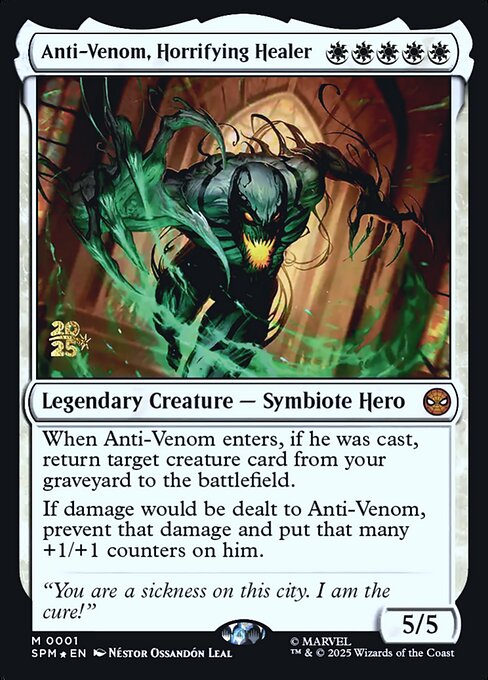 Anti-Venom, Horrifying Healer
20
25
Legendary Creature — Symbiote Hero
When Anti-Venom enters, if he was cast,
return target creature card from your
graveyard to the battlefield.
If damage would be dealt to Anti-Venom,
prevent that damage and put that many
+1/+1 counters on him.
“You are a sickness on this city. I am the
cure!”
5/5
M 0001
SPM★EN Néstor Ossandón Leal
© MARVEL
™ & © 2025 Wizards of the Coast